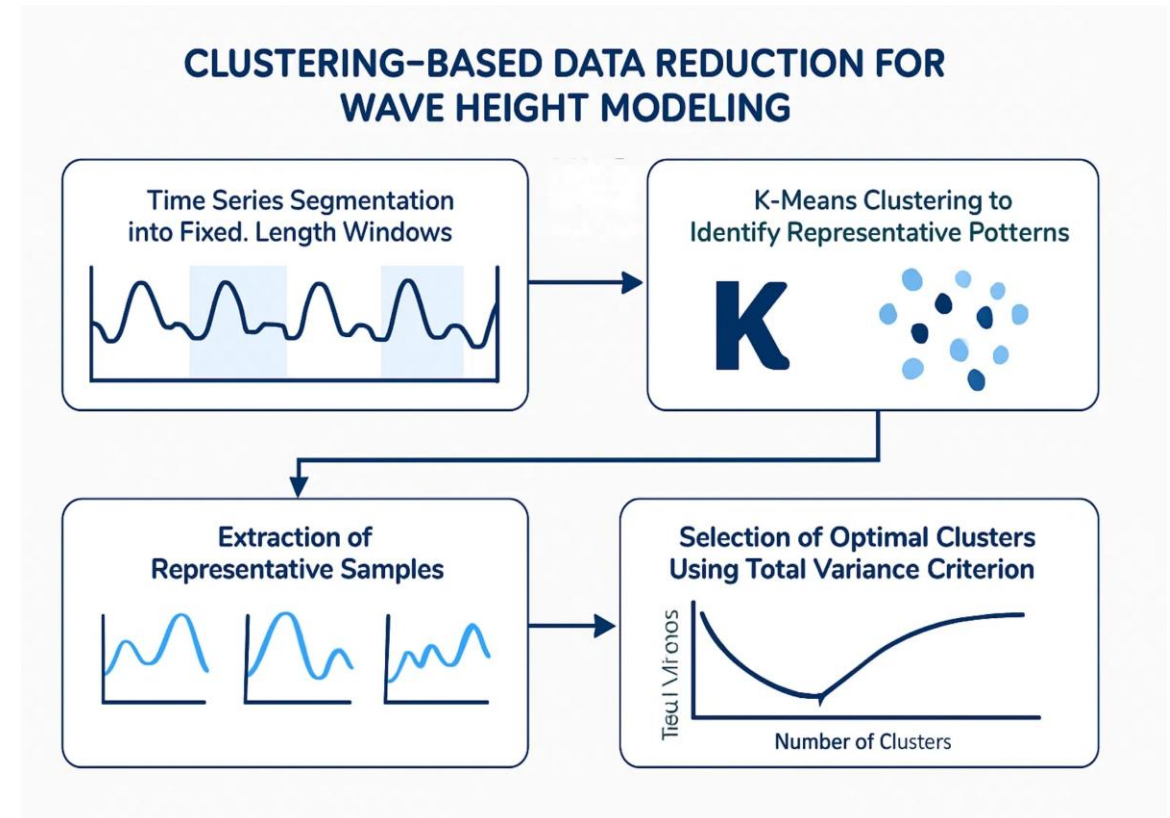 CLUSTERING-BASED DATA REDUCTION FOR
WAVE HEIGHT MODELING
Time Series Segmentation
into Fixed. Length Windows
K-Means Clustering to
Identify Representative Potterns
K
Extraction of
Representative Samples
Selection of Optimal Clusters
Using Total Variance Criterion
Number of Clusters